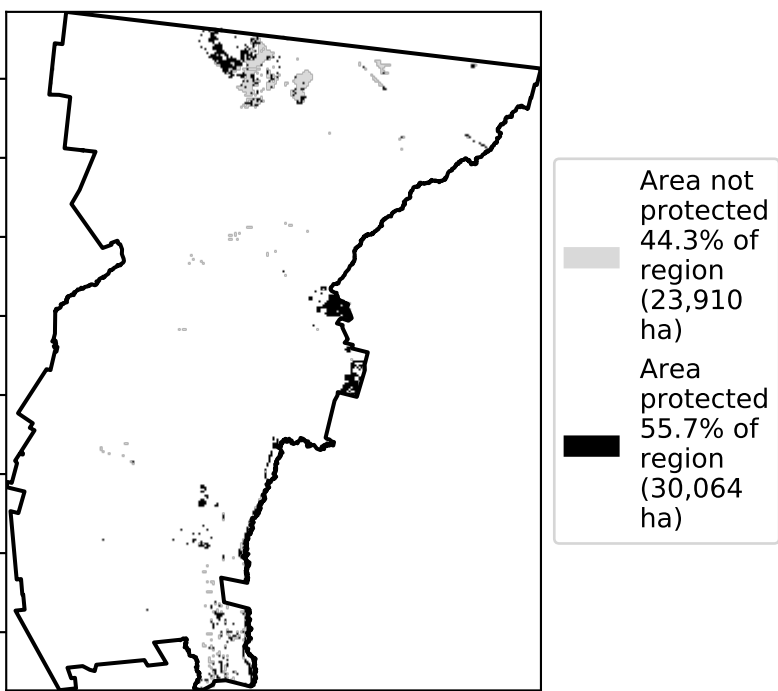 Area not
protected
44.3% of
region
(23,910
ha)
Area
protected
55.7% of
region
(30,064
ha)